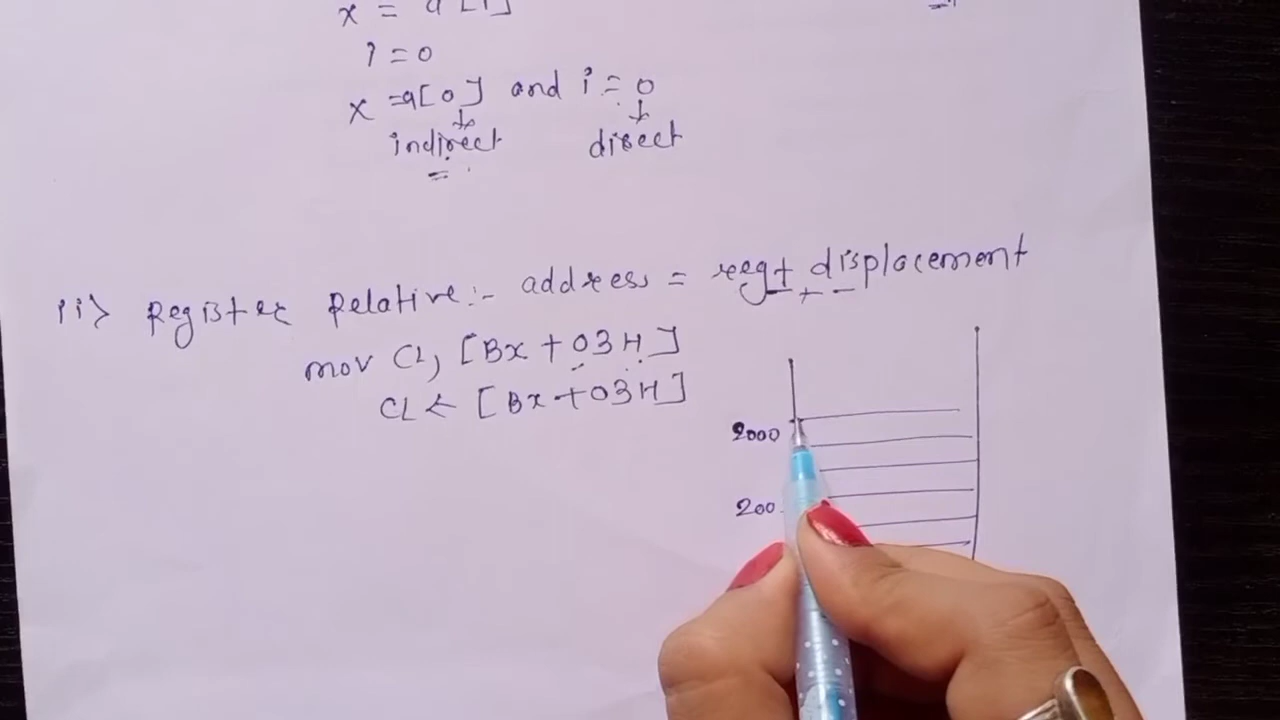 x = a[i]
i = 0
x = a[0] and i = 0
indirect direct
ii> Register Relative :- address = reg + displacement
mov CL, [Bx + 03H]
CL ← [Bx + 03H]
2000
200